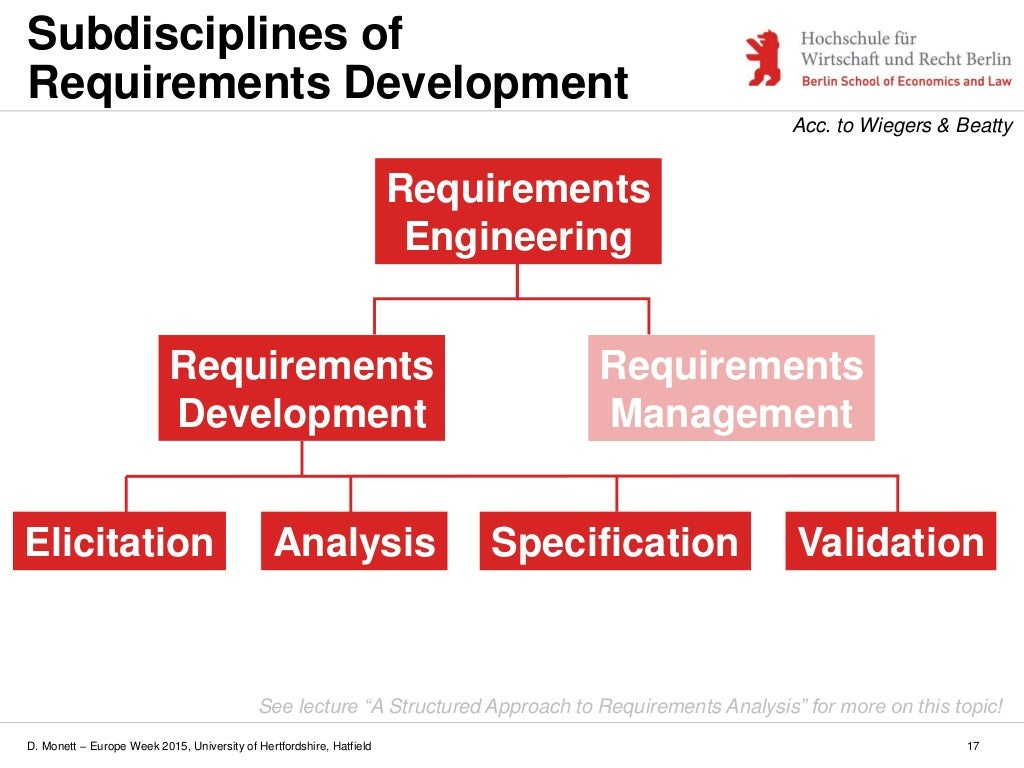 Subdisciplines of
Requirements Development
Hochschule für
Wirtschaft und Recht Berlin
Berlin School of Economics and Law
Acc. to Wiegers & Beatty
Requirements
Engineering
Requirements
Development
Requirements
Management
Elicitation
Analysis
Specification
Validation
See lecture “A Structured Approach to Requirements Analysis” for more on this topic!
D. Monett – Europe Week 2015, University of Hertfordshire, Hatfield
17